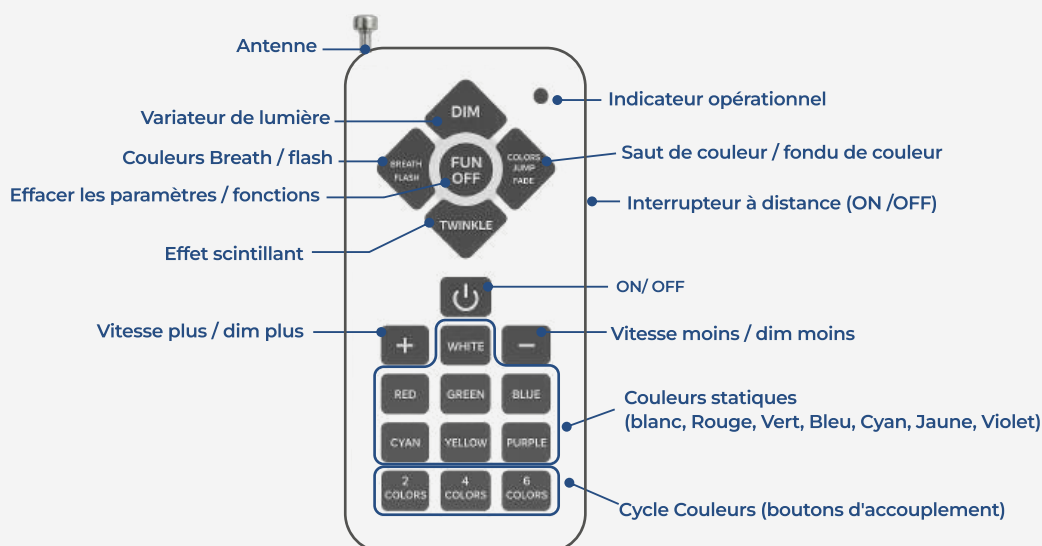 Antenne
DIM
Indicateur opérationnel
Variateur de lumière
Couleurs Breath / flash
BREATH
FLASH
FUN
OFF
COLORS
JUMP
FADE
Saut de couleur / fondu de couleur
Effacer les paramètres / fonctions
Interrupteur à distance (ON /OFF)
TWINKLE
Effet scintillant
ON/ OFF
Vitesse plus / dim plus
+
WHITE
−
Vitesse moins / dim moins
RED
GREEN
BLUE
Couleurs statiques
(blanc, Rouge, Vert, Bleu, Cyan, Jaune, Violet)
CYAN
YELLOW
PURPLE
2
COLORS
4
COLORS
6
COLORS
Cycle Couleurs (boutons d'accouplement)